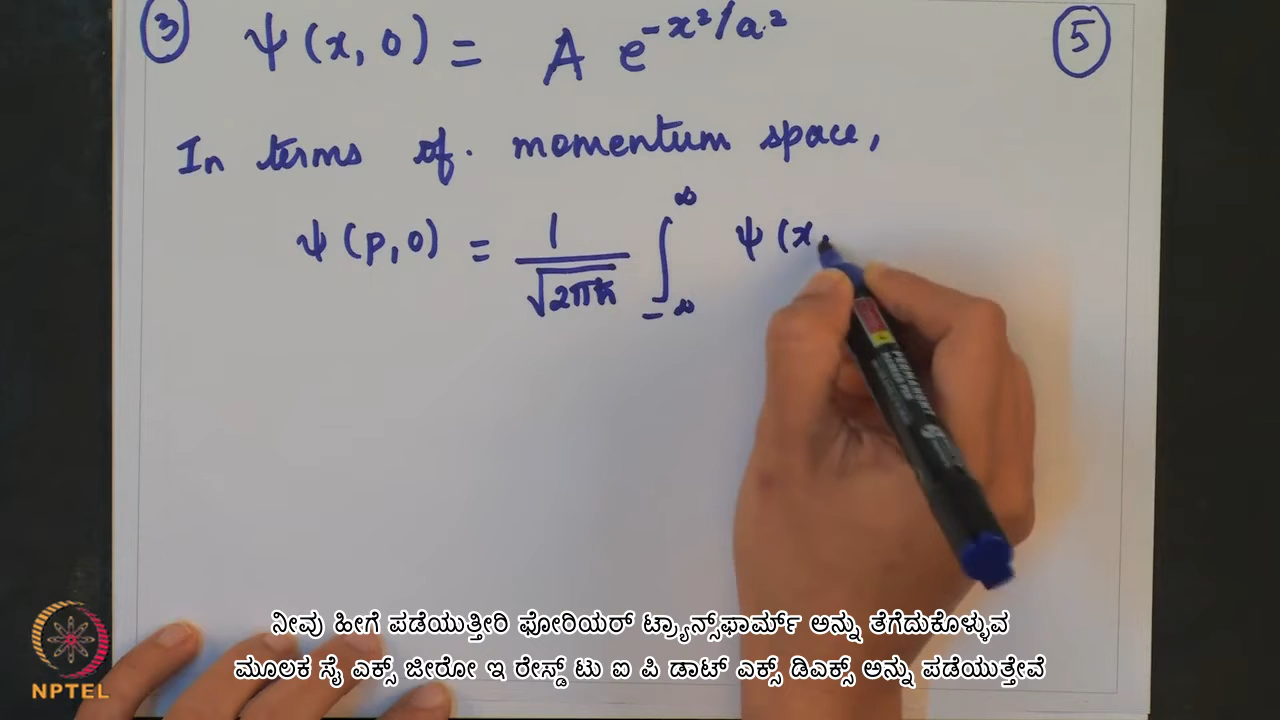 ③ ψ(x, 0) = A e^{-x²/a²} ⑤
In terms of momentum space,
ψ(p, 0) = 1/√(2πℏ) ∫_{-∞}^{∞} ψ(x,
ನೀವು ಹೀಗೆ ಪಡೆಯುತ್ತೀರಿ ಫೋರಿಯರ್ ಟ್ರ್ಯಾನ್ಸ್‌ಫಾರ್ಮ್ ಅನ್ನು ತೆಗೆದುಕೊಳ್ಳುವ
ಮೂಲಕ ಸೈ ಎಕ್ಸ್ ಜೀರೋ ಇ ರೇಸ್ಡ್ ಟು ಐ ಪಿ ಡಾಟ್ ಎಕ್ಸ್ ಡಿಎಕ್ಸ್ ಅನ್ನು ಪಡೆಯುತ್ತೇವೆ
NPTEL